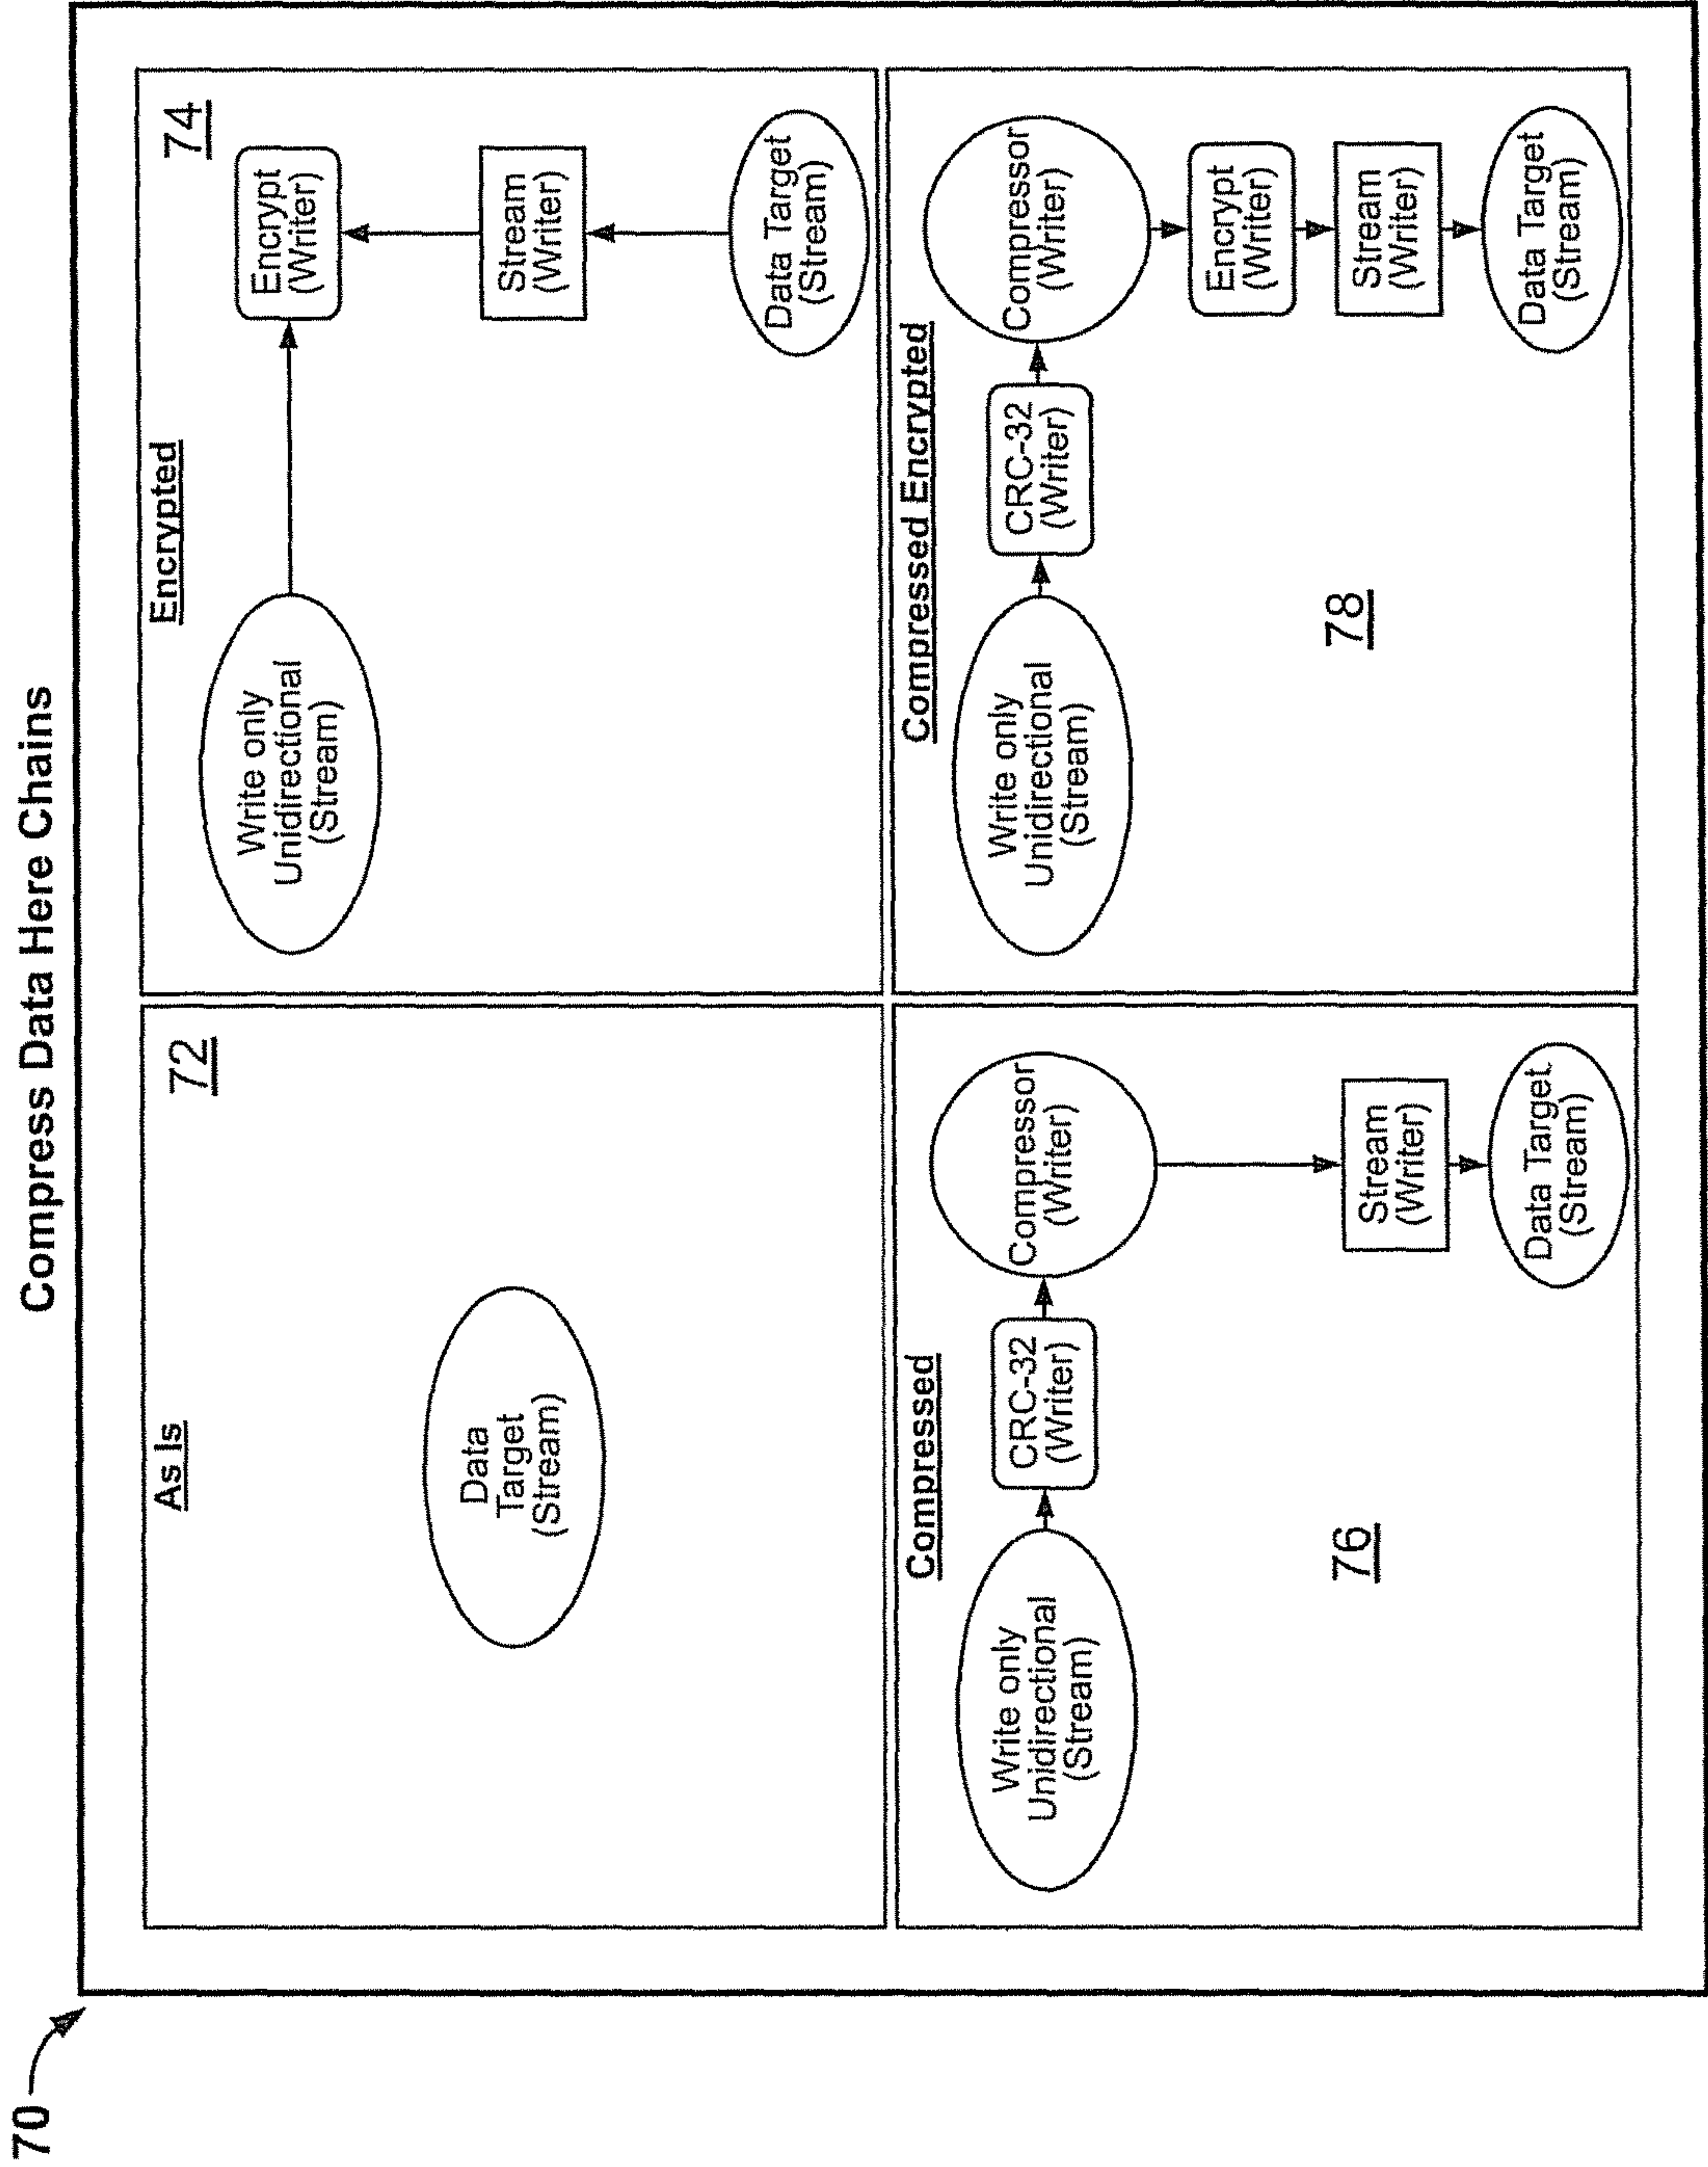 70
Compress Data Here Chains
As Is
72
Data
Target
(Stream)
Encrypted
74
Write only
Unidirectional
(Stream)
Encrypt
(Writer)
Stream
(Writer)
Data Target
(Stream)
Compressed
Write only
Unidirectional
(Stream)
CRC-32
(Writer)
Compressor
(Writer)
Stream
(Writer)
Data Target
(Stream)
76
Compressed Encrypted
Write only
Unidirectional
(Stream)
CRC-32
(Writer)
Compressor
(Writer)
Encrypt
(Writer)
Stream
(Writer)
Data Target
(Stream)
78